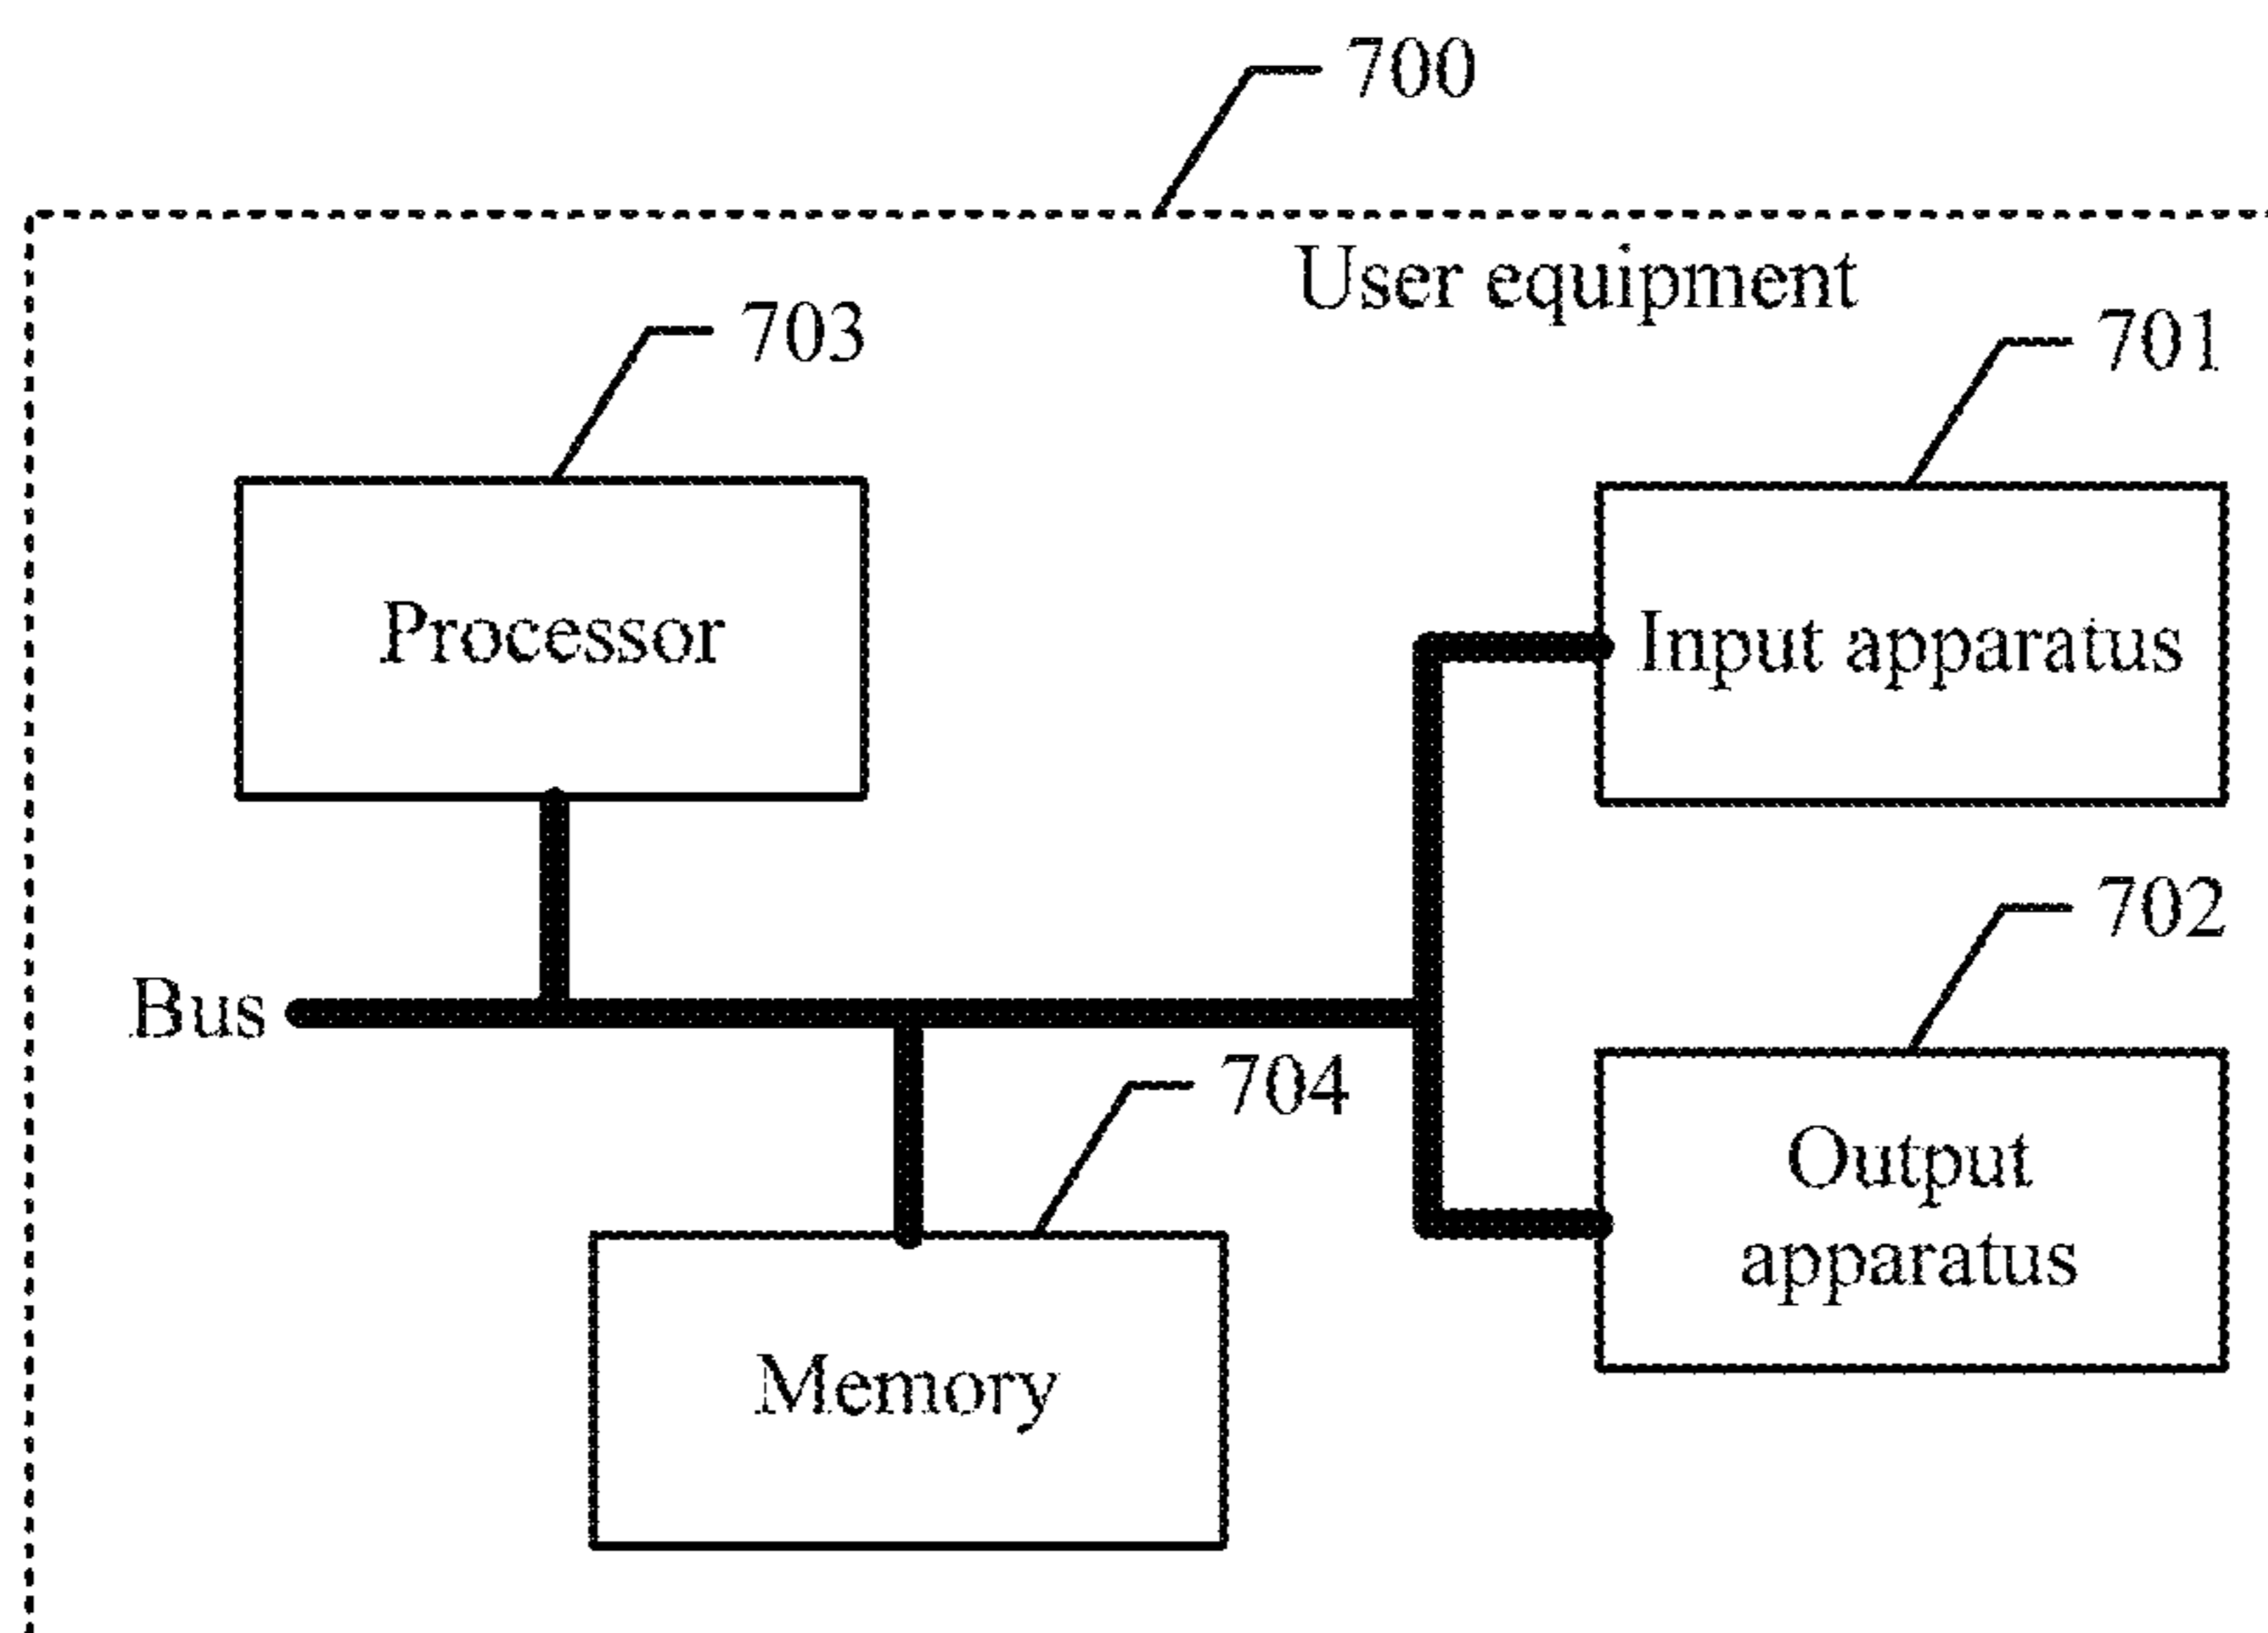 700
User equipment
703
701
Processor
Input apparatus
702
Bus
704
Output
apparatus
Memory